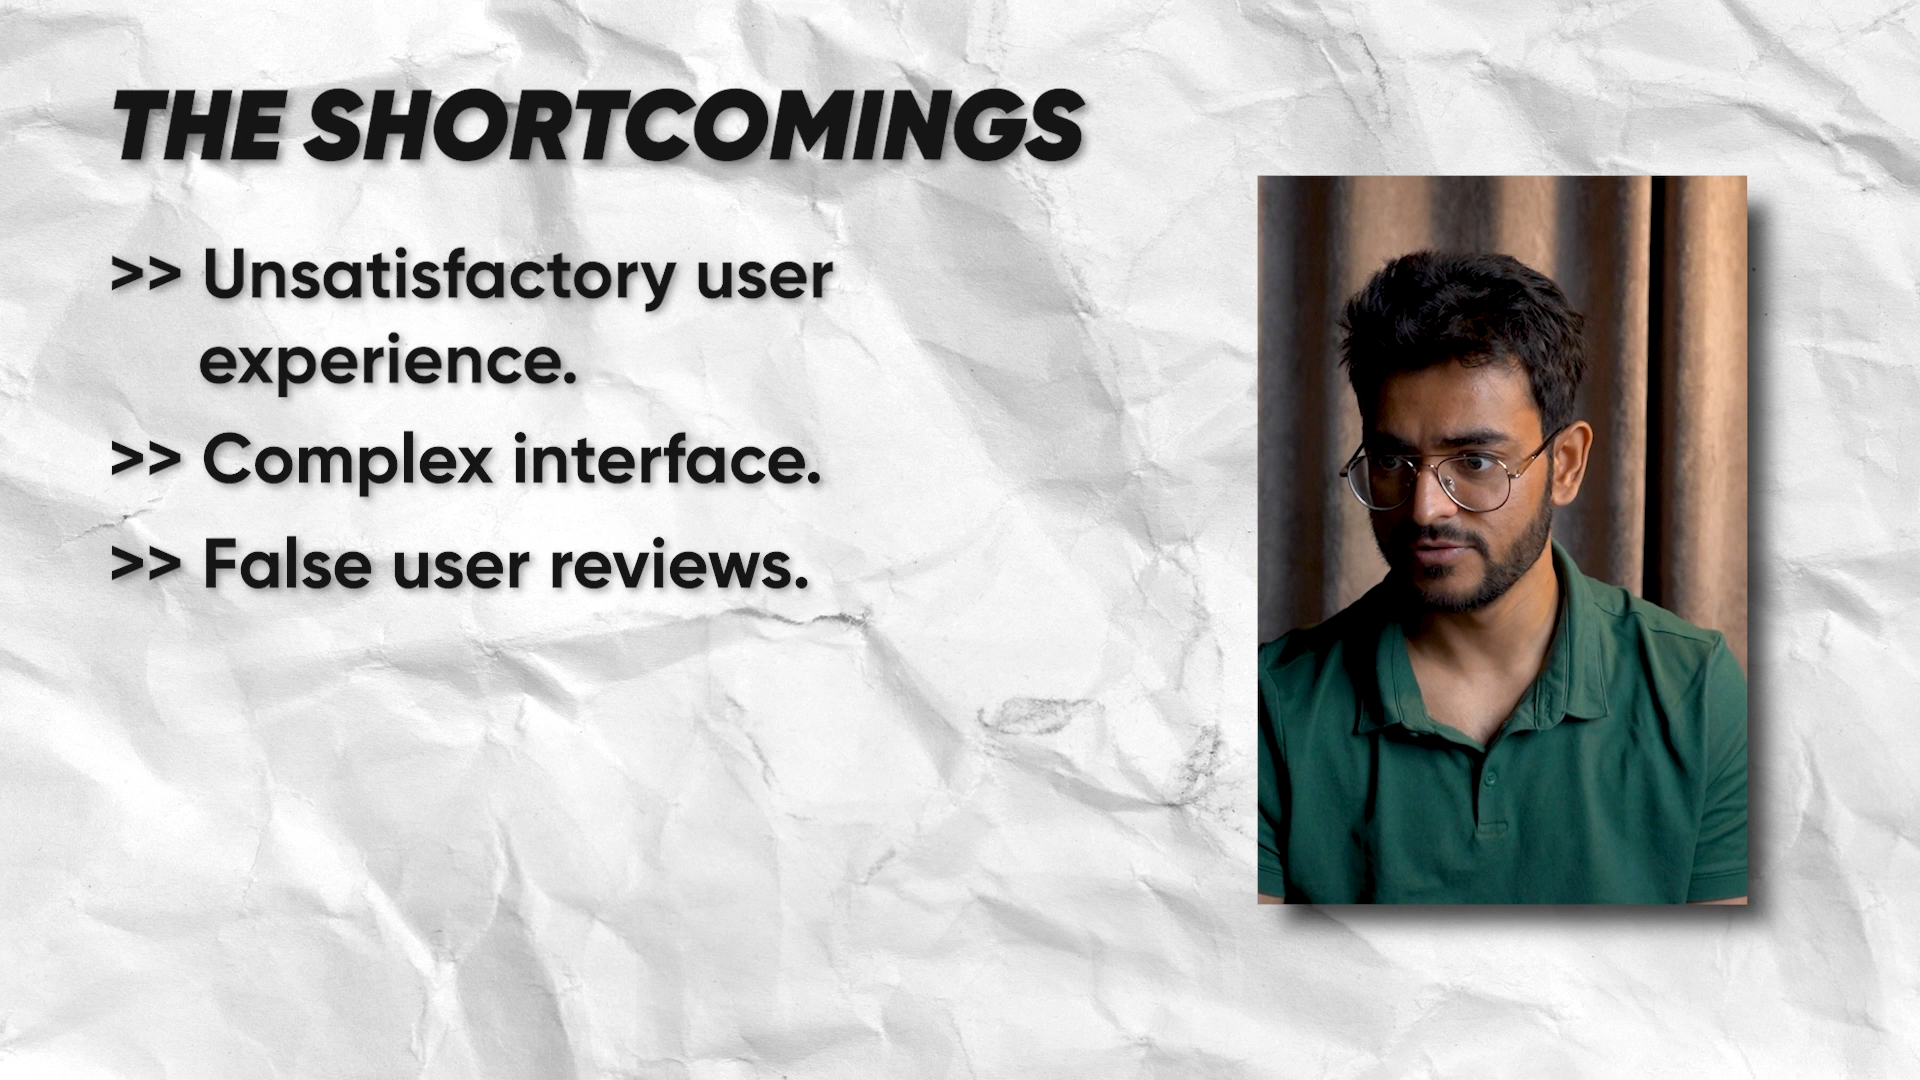 THE SHORTCOMINGS
>> Unsatisfactory user
experience.
>> Complex interface.
>> False user reviews.